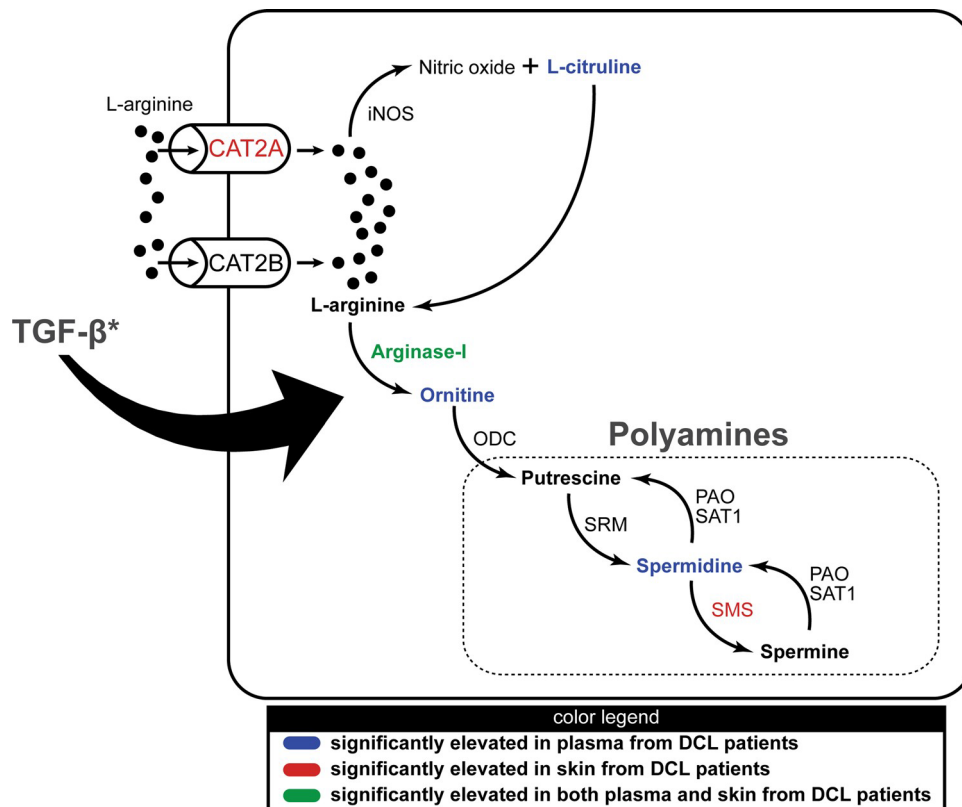 Nitric oxide + L-citruline
L-arginine
iNOS
CAT2A
CAT2B
L-arginine
TGF-β*
Arginase-I
Ornitine
ODC
Polyamines
Putrescine
PAO
SAT1
SRM
Spermidine
PAO
SAT1
SMS
Spermine
color legend
significantly elevated in plasma from DCL patients
significantly elevated in skin from DCL patients
significantly elevated in both plasma and skin from DCL patients